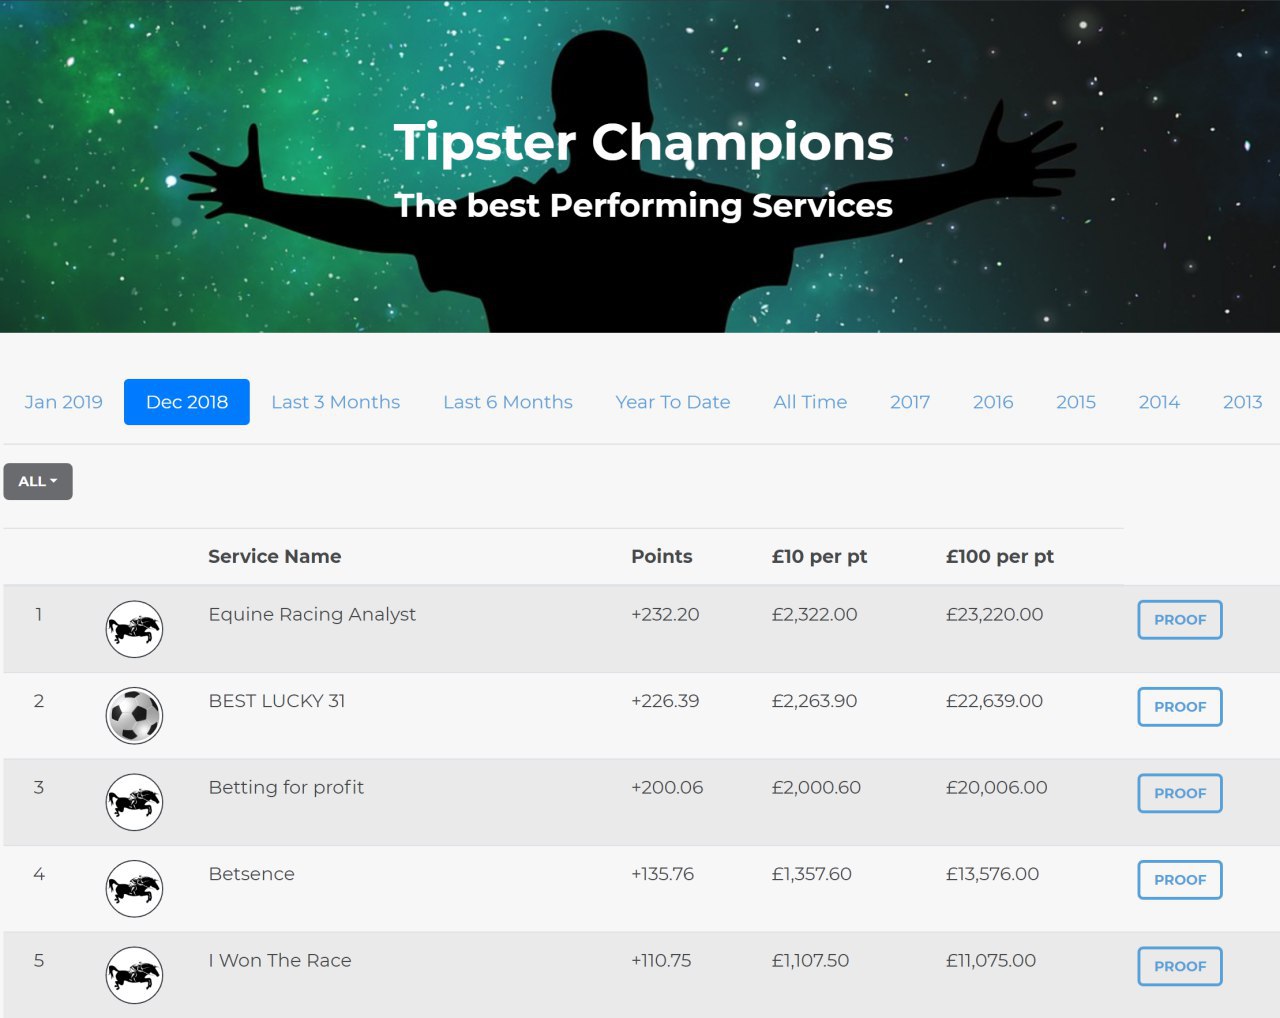 Tipster Champions
The best Performing Services
Jan 2019 Dec 2018 Last 3 Months Last 6 Months Year To Date All Time 2017 2016 2015 2014 2013
ALL
Service Name Points £10 per pt £100 per pt
1 Equine Racing Analyst +232.20 £2,322.00 £23,220.00 PROOF
2 BEST LUCKY 31 +226.39 £2,263.90 £22,639.00 PROOF
3 Betting for profit +200.06 £2,000.60 £20,006.00 PROOF
4 Betsence +135.76 £1,357.60 £13,576.00 PROOF
5 I Won The Race +110.75 £1,107.50 £11,075.00 PROOF